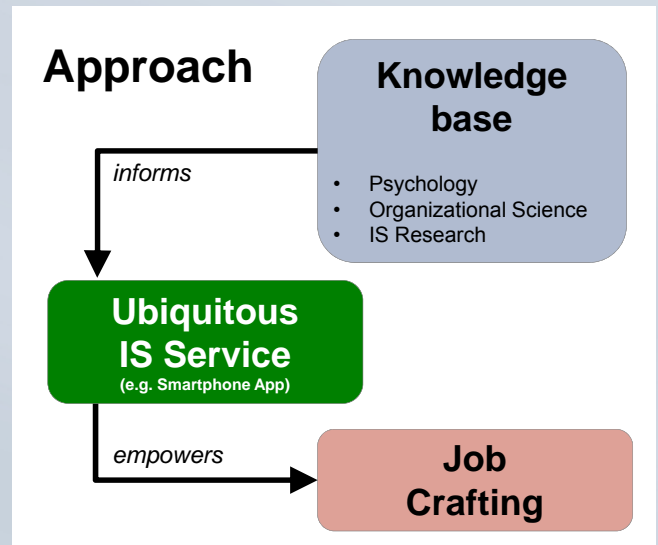 Approach
Knowledge
base
• Psychology
• Organizational Science
• IS Research
informs
Ubiquitous
IS Service
(e.g. Smartphone App)
empowers
Job
Crafting